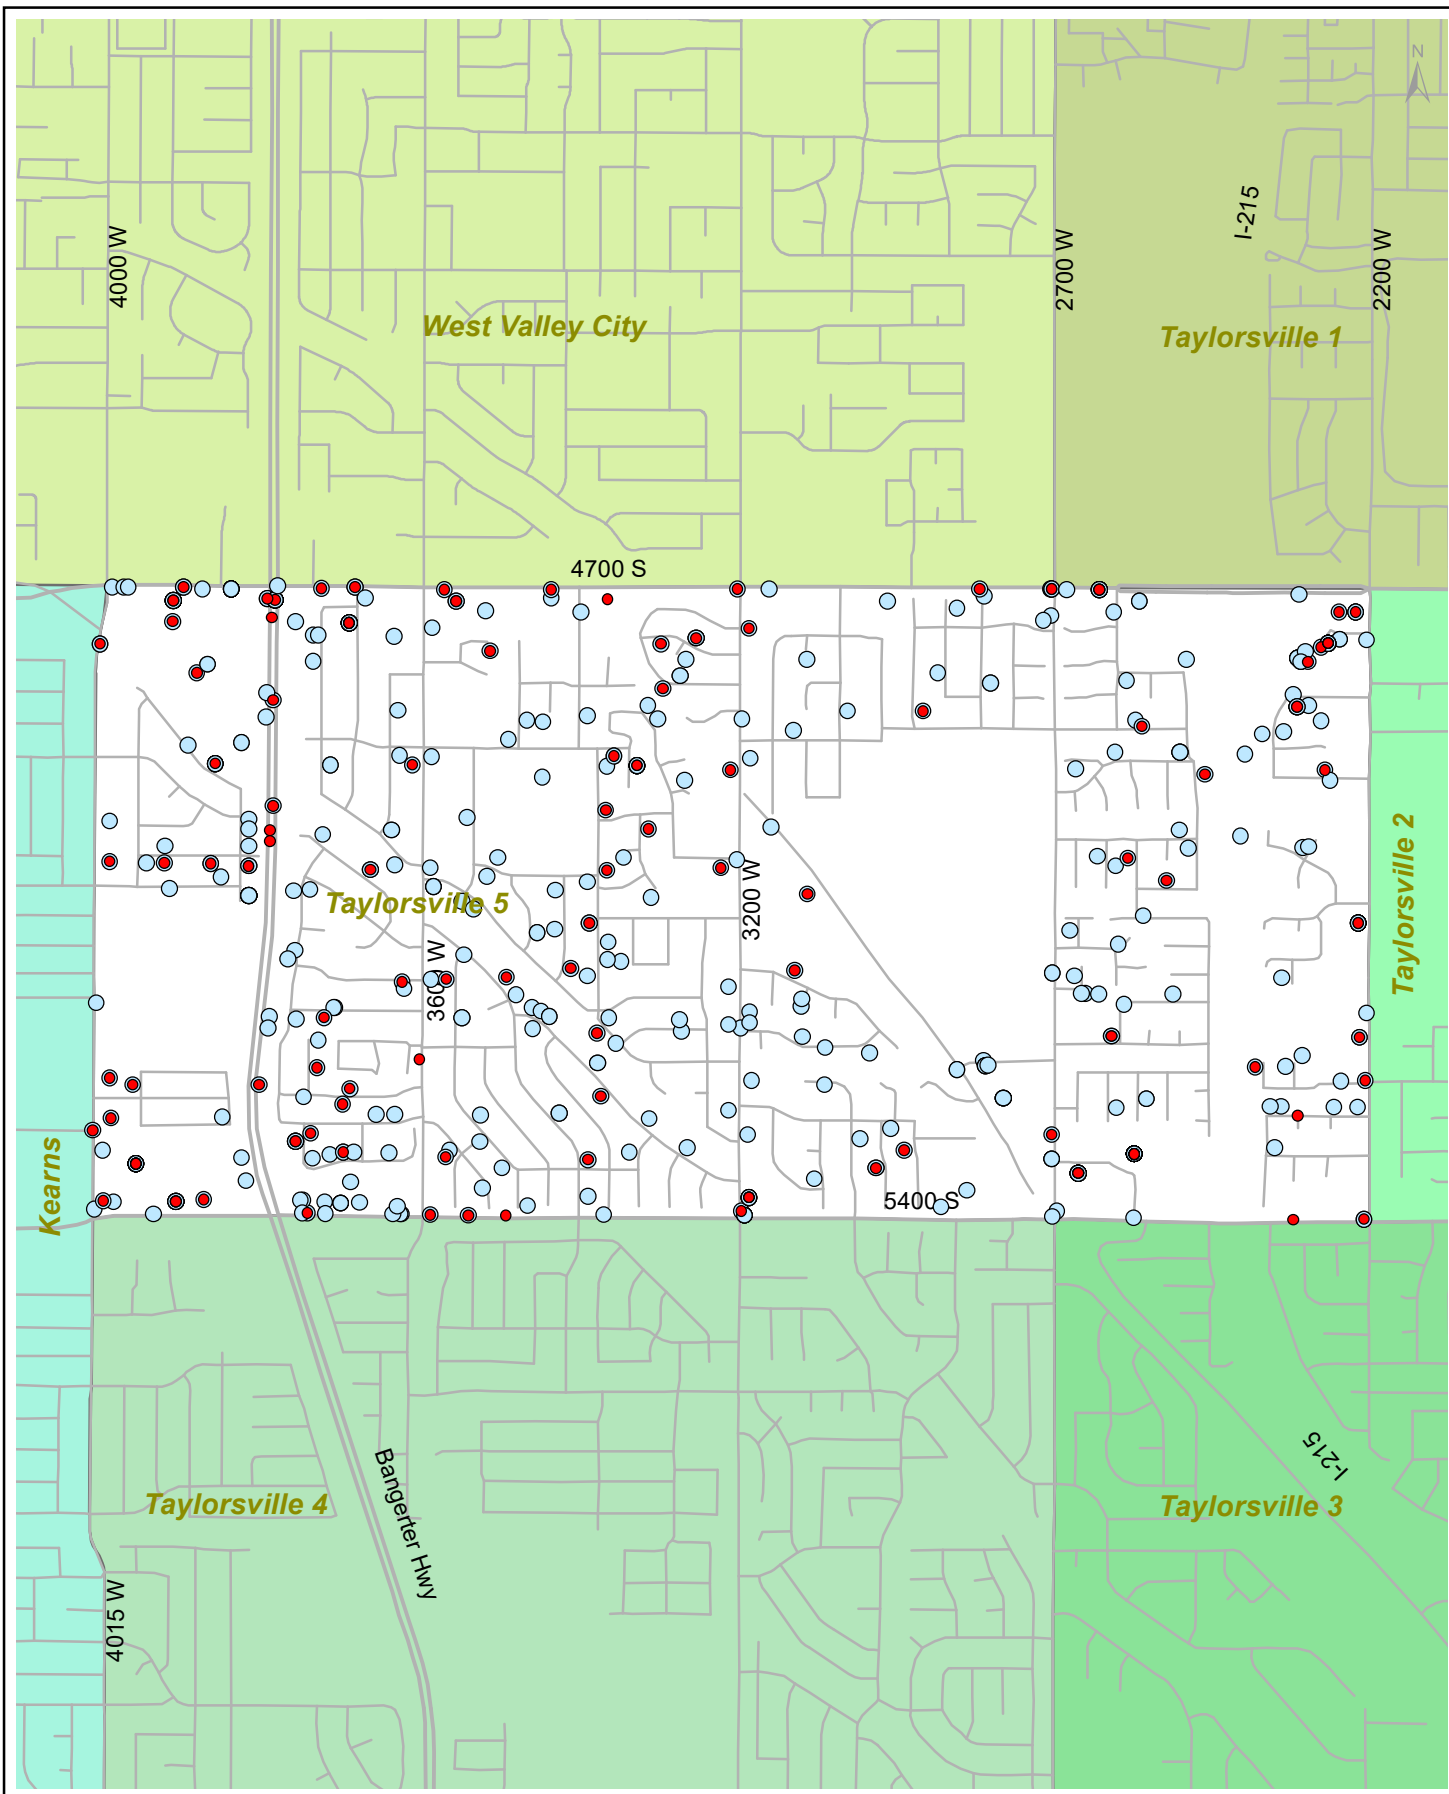 N
I-215
4000 W
2700 W
2200 W
West Valley City
Taylorsville 1
4700 S
Taylorsville 2
3200 W
Taylorsville 5
3600 W
Kearns
5400 S
I-215
Bangerter Hwy
Taylorsville 4
Taylorsville 3
4015 W